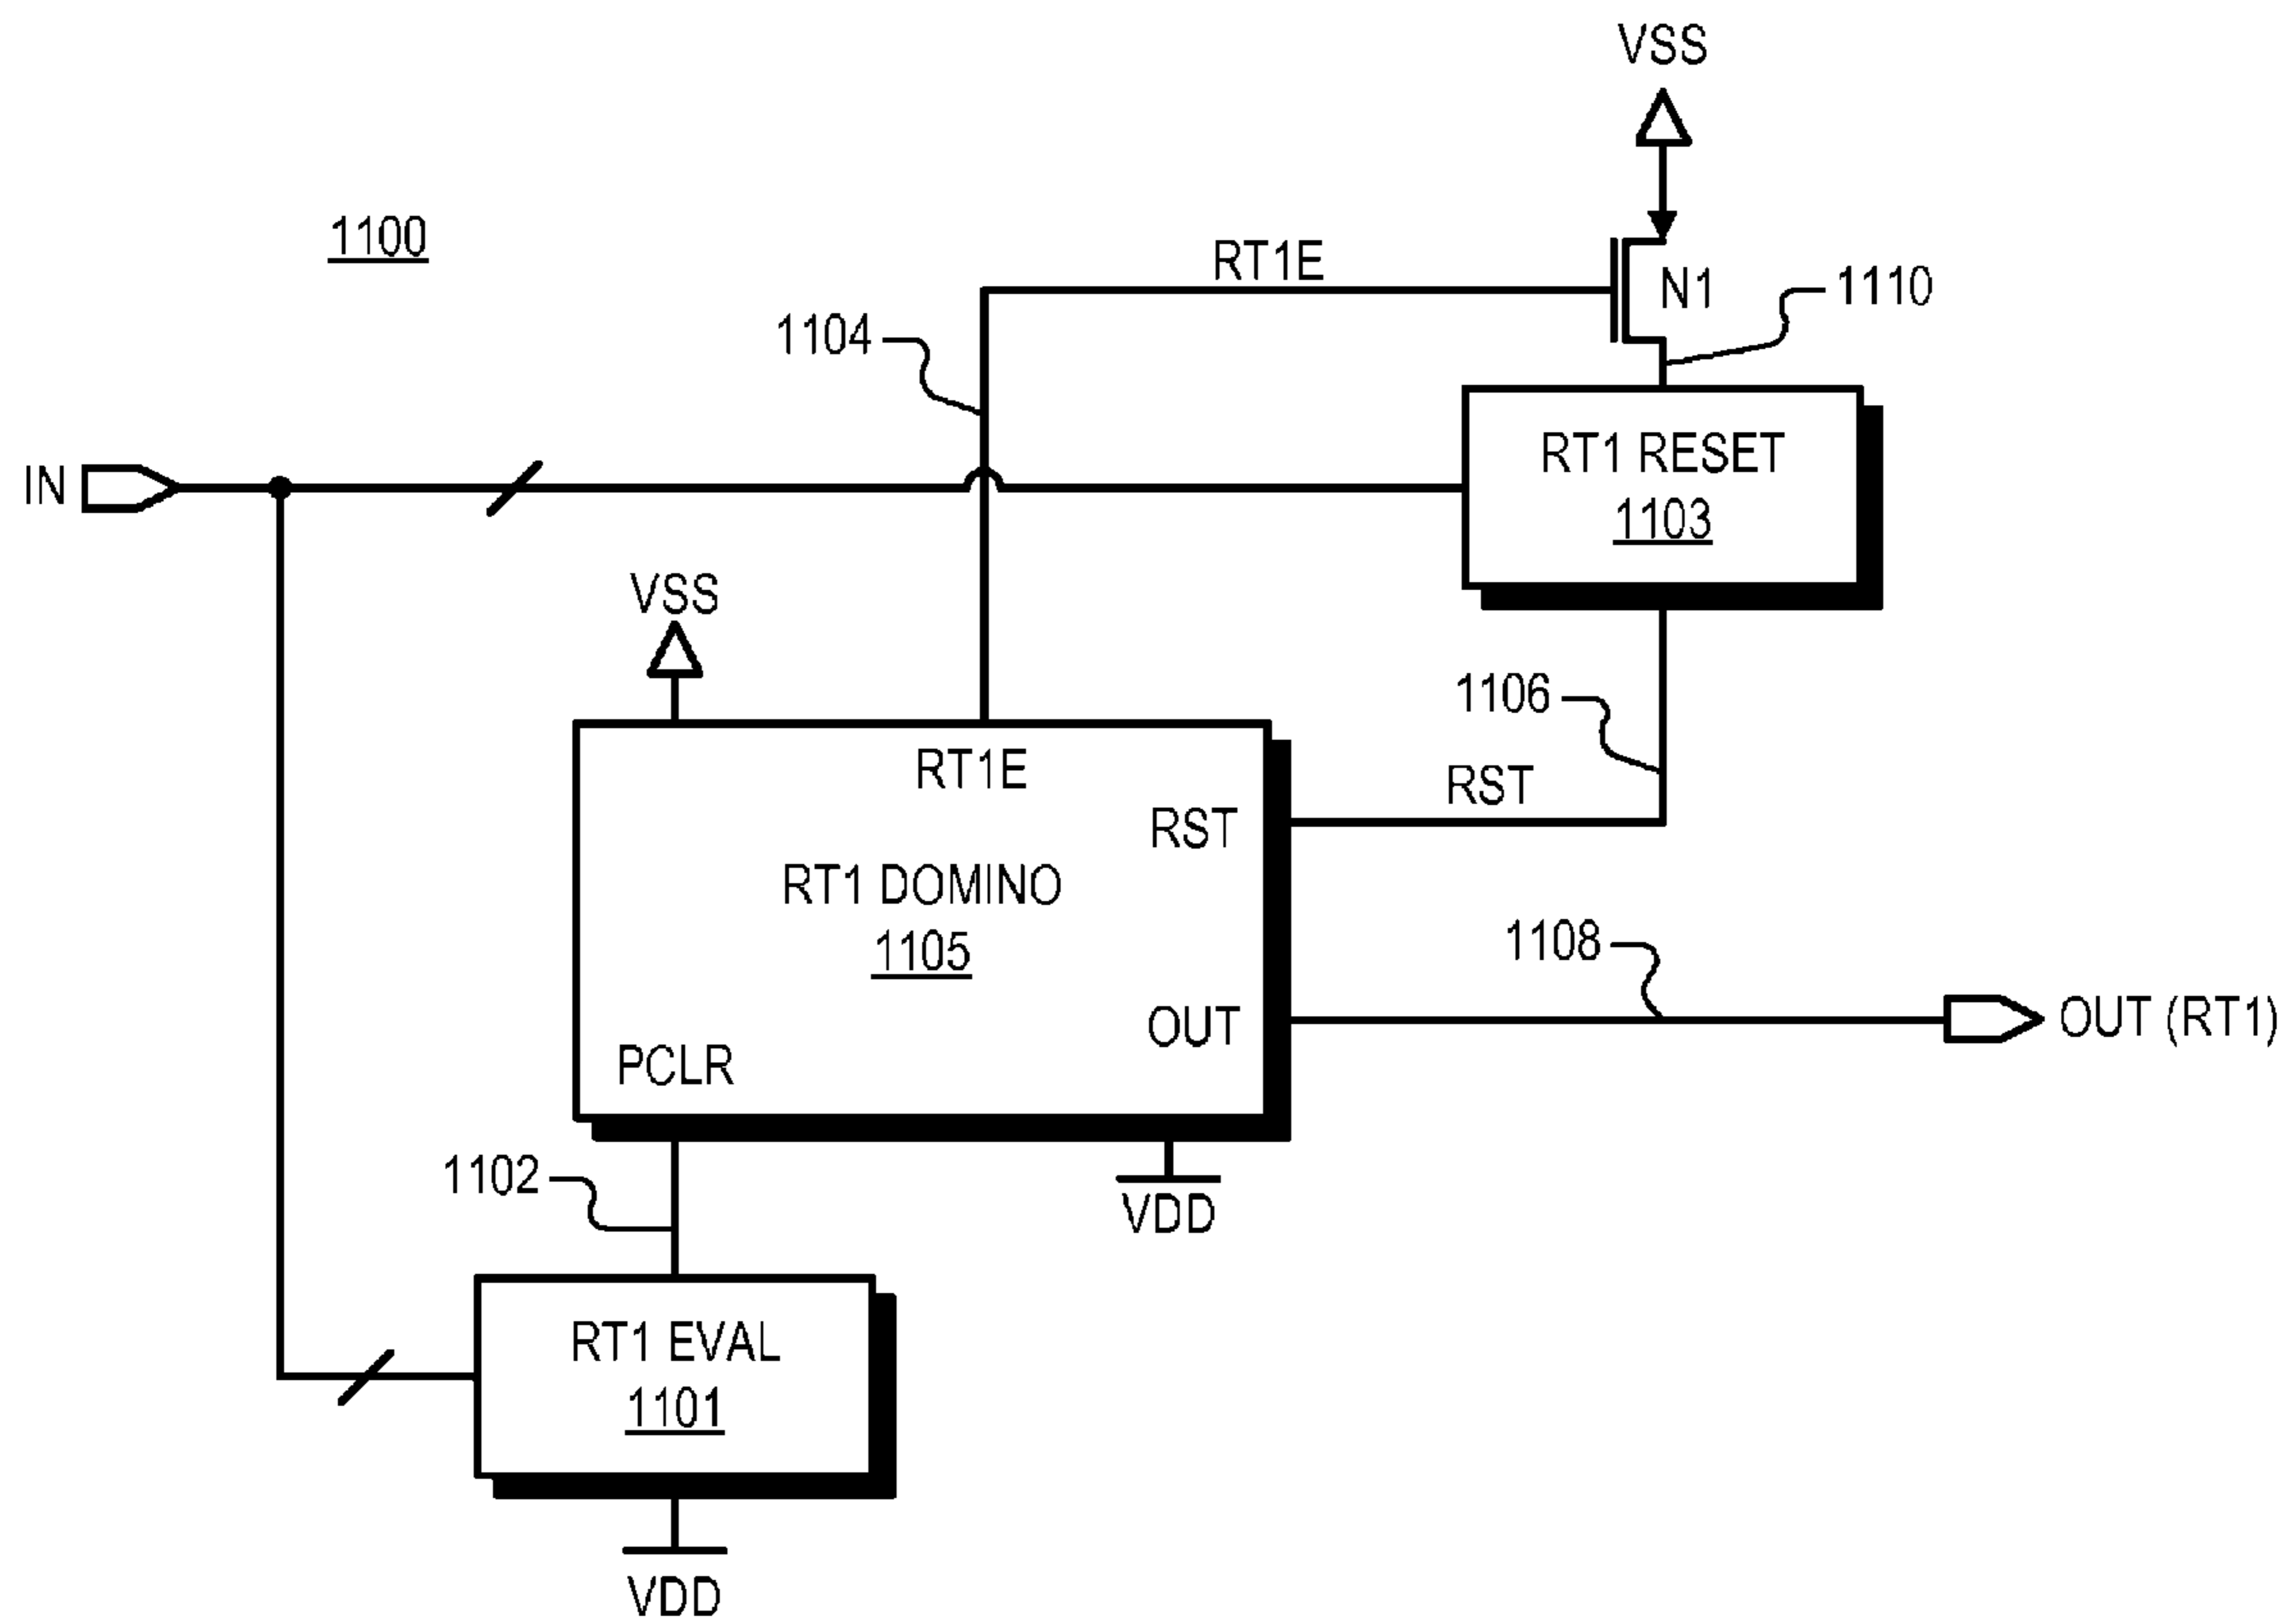 VSS
1100
RT1E
N1
1110
1104
RT1 RESET
1103
IN
VSS
1106
RT1E
RST
RST
RT1 DOMINO
1105
1108
OUT
OUT (RT1)
PCLR
1102
VDD
RT1 EVAL
1101
VDD